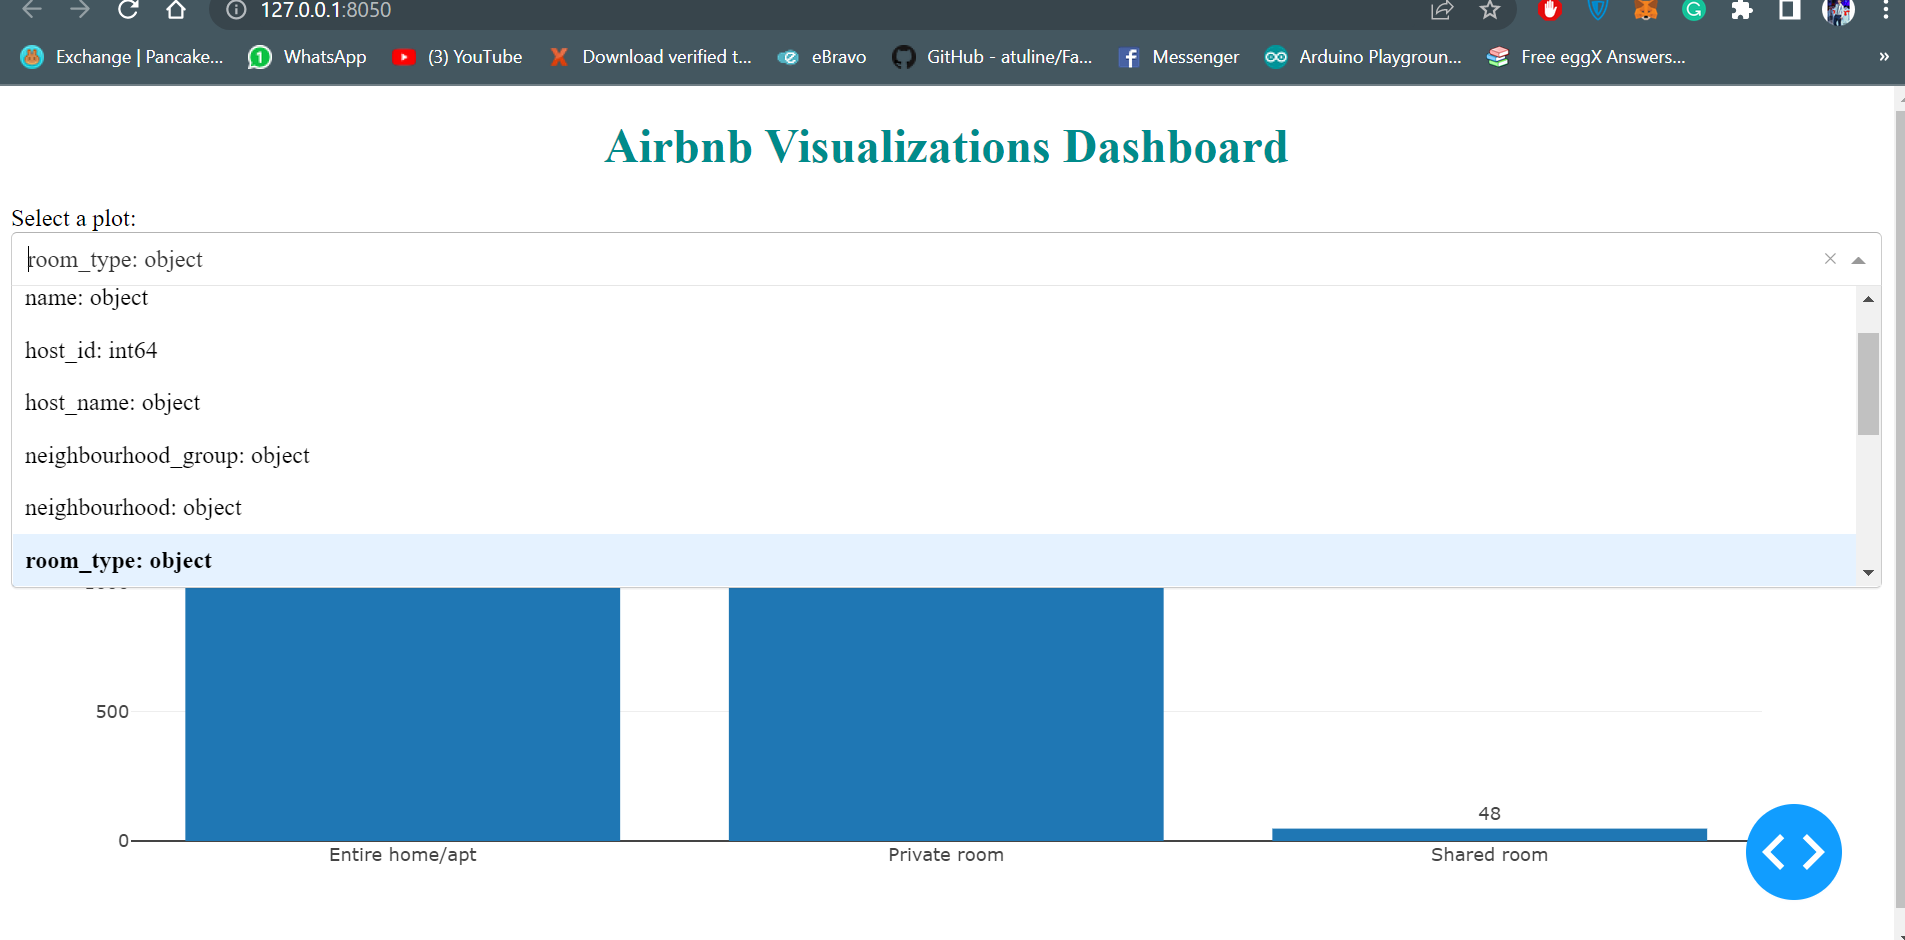 127.0.0.1:8050
Exchange | Pancake... WhatsApp (3) YouTube Download verified t... eBravo GitHub - atuline/Fa... Messenger Arduino Playgroun... Free eggX Answers... »
Airbnb Visualizations Dashboard
Select a plot:
room_type: object
name: object
host_id: int64
host_name: object
neighbourhood_group: object
neighbourhood: object
room_type: object
500
48
0
Entire home/apt Private room Shared room